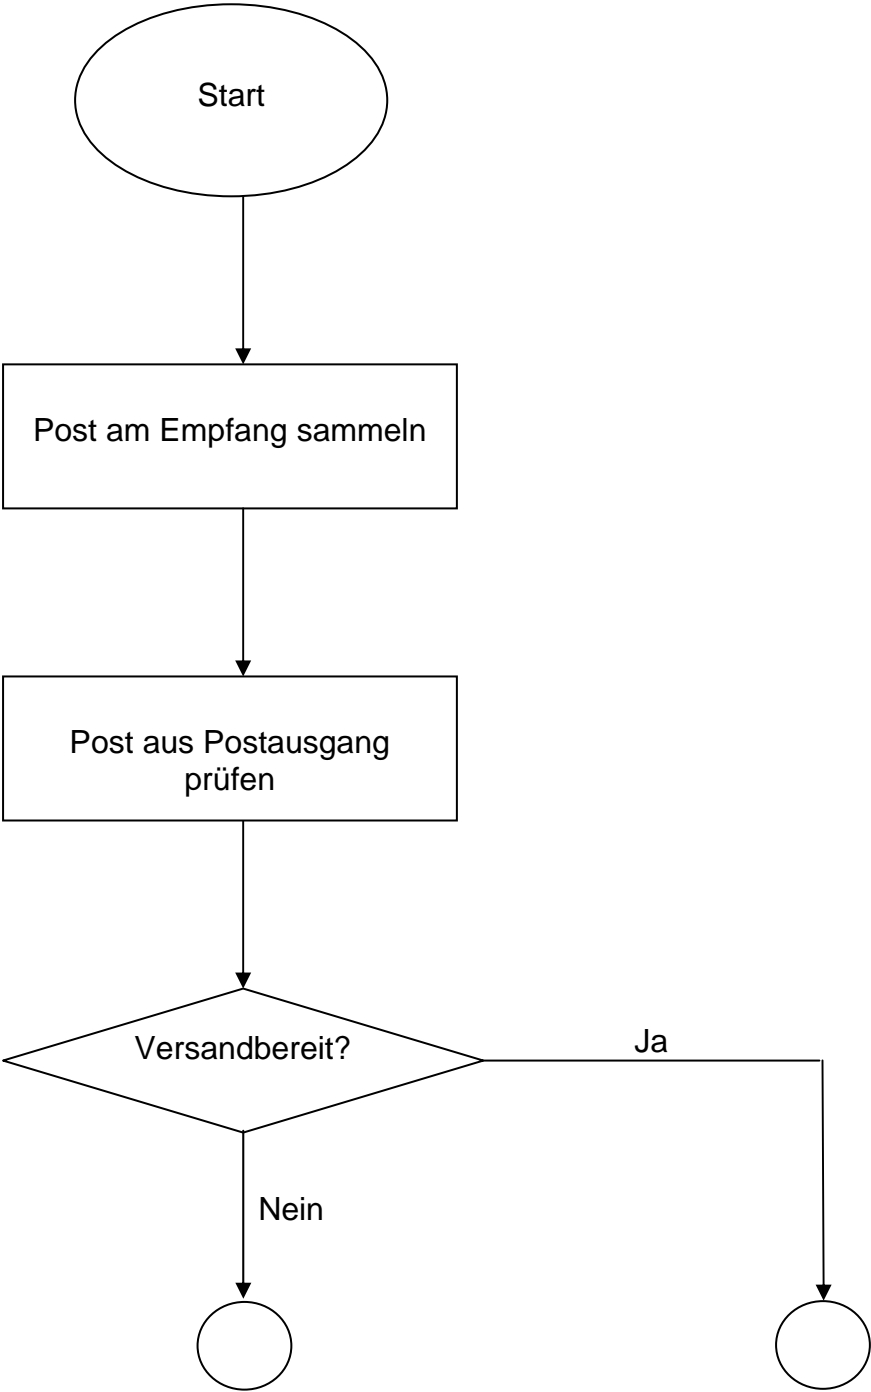 Start
Post am Empfang sammeln
Post aus Postausgang
prüfen
Versandbereit?
Ja
Nein